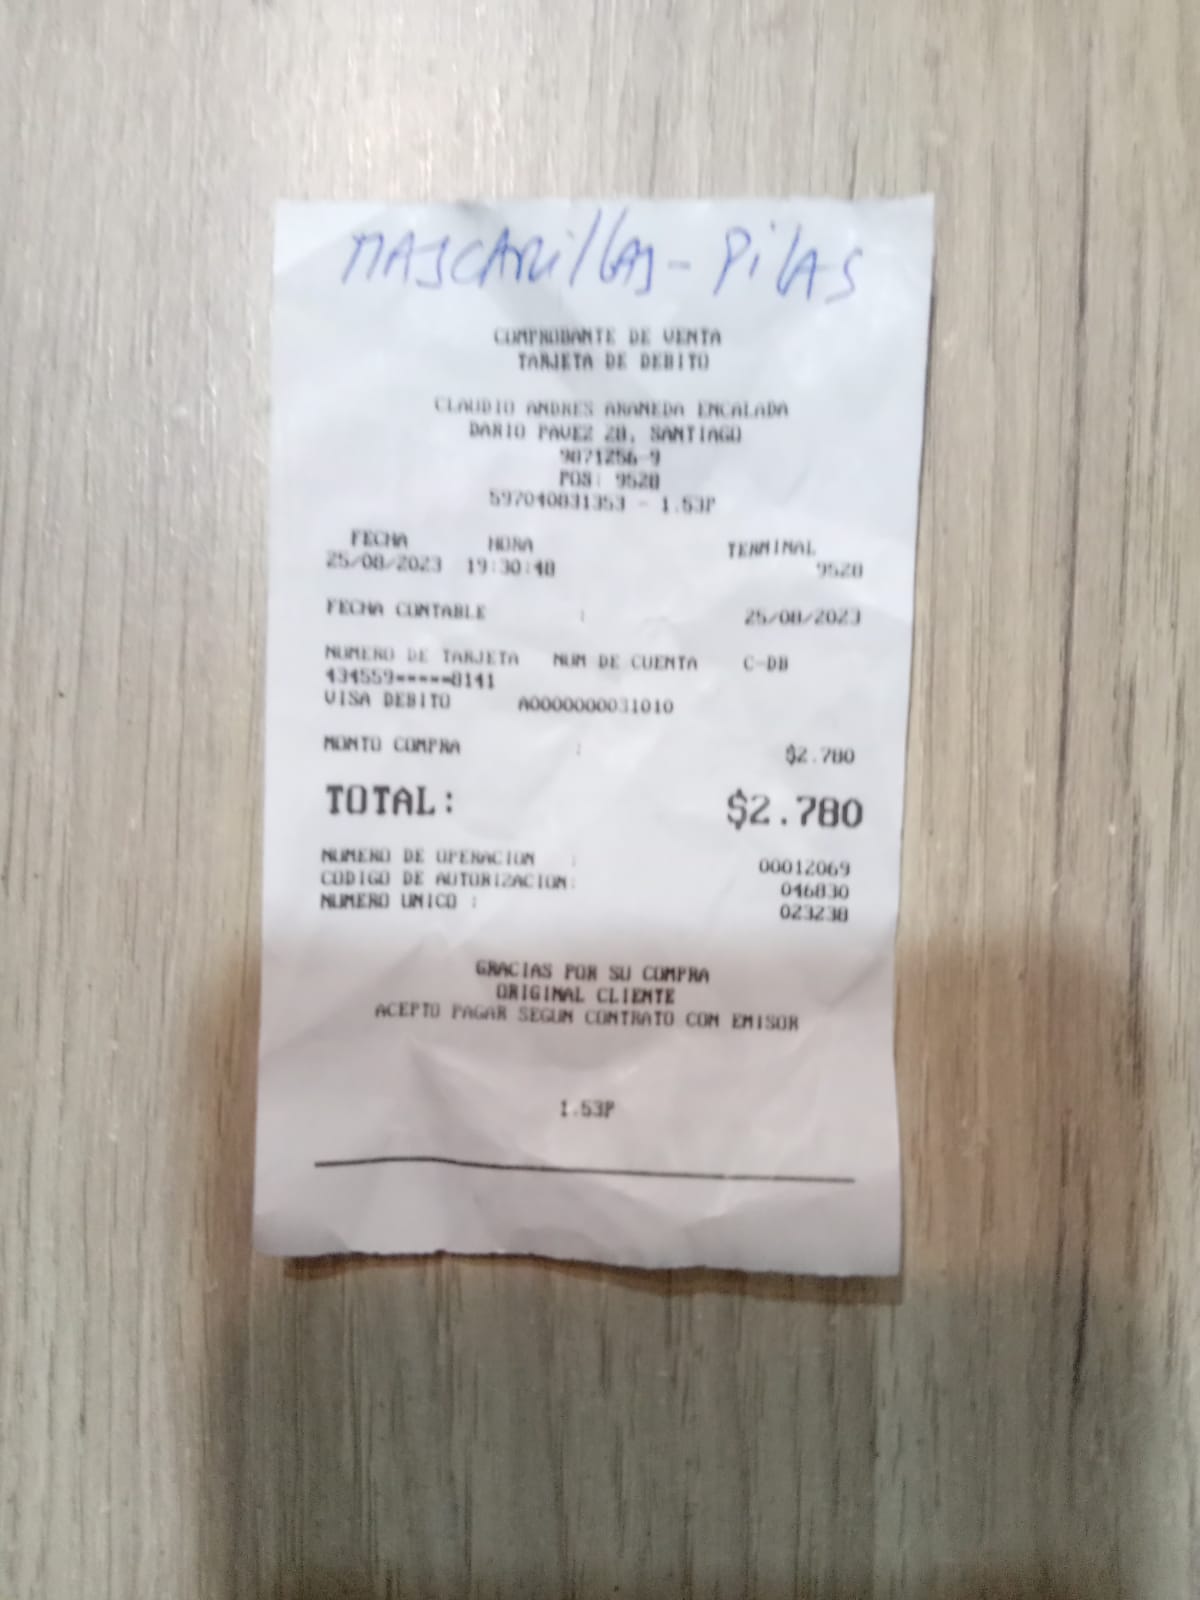 MASCARillAS - PilAS
COMPROBANTE DE VENTA
TARJETA DE DEBITO
CLAUDIO ANDRES ARANEDA ENCALADA
DARIO PAVEZ 28, SANTIAGO
9871256-9
POS: 9528
597040831353 - 1.53P
FECHA HORA TERMINAL
25/08/2023 19:30:48 9528
FECHA CONTABLE : 25/08/2023
NUMERO DE TARJETA NUM DE CUENTA C-DB
434559*****8141
VISA DEBITO A0000000031010
MONTO COMPRA : $2.780
TOTAL: $2.780
NUMERO DE OPERACION : 00012069
CODIGO DE AUTORIZACION: 046830
NUMERO UNICO : 023238
GRACIAS POR SU COMPRA
ORIGINAL CLIENTE
ACEPTO PAGAR SEGUN CONTRATO CON EMISOR
1.53P